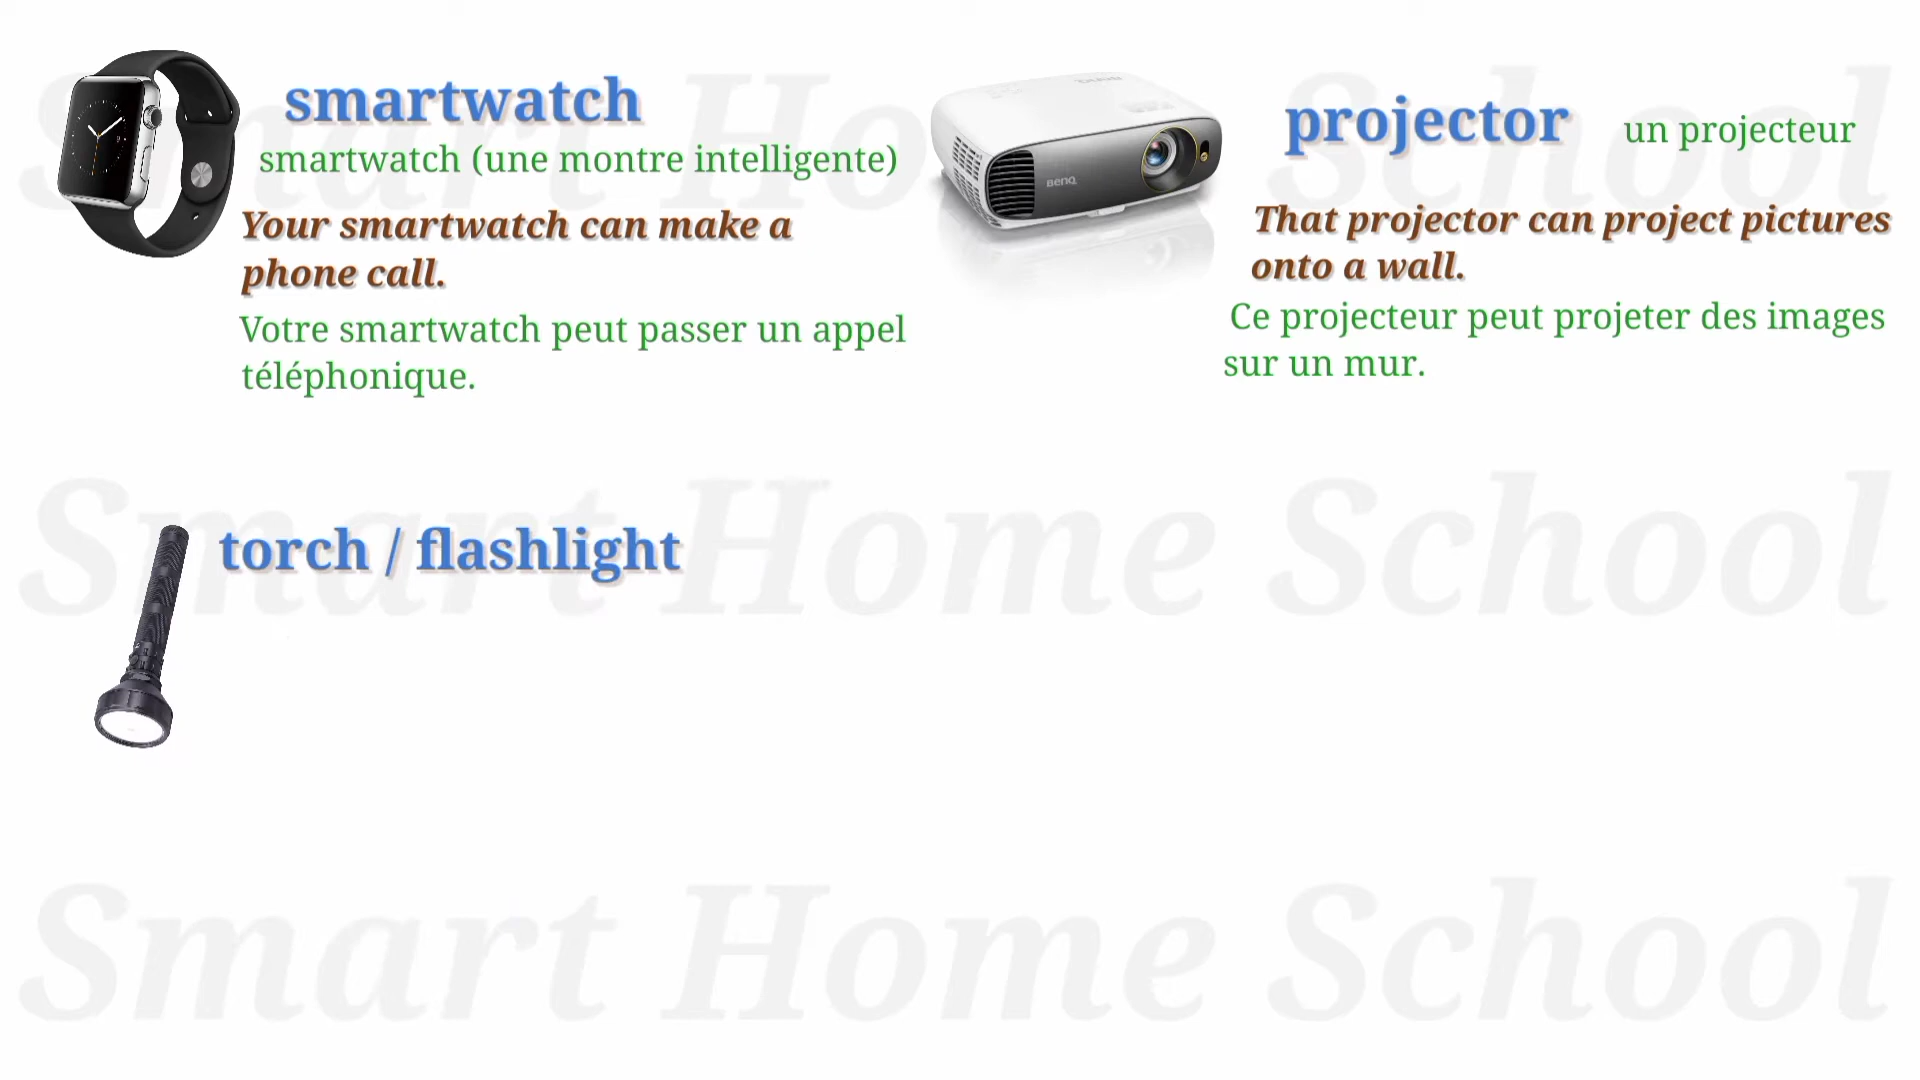 smartwatch
smartwatch (une montre intelligente)
Your smartwatch can make a
phone call.
Votre smartwatch peut passer un appel
téléphonique.
BenQ
projector
un projecteur
That projector can project pictures
onto a wall.
Ce projecteur peut projeter des images
sur un mur.
torch / flashlight
Smart Home School
Smart Home School
Smart Home School